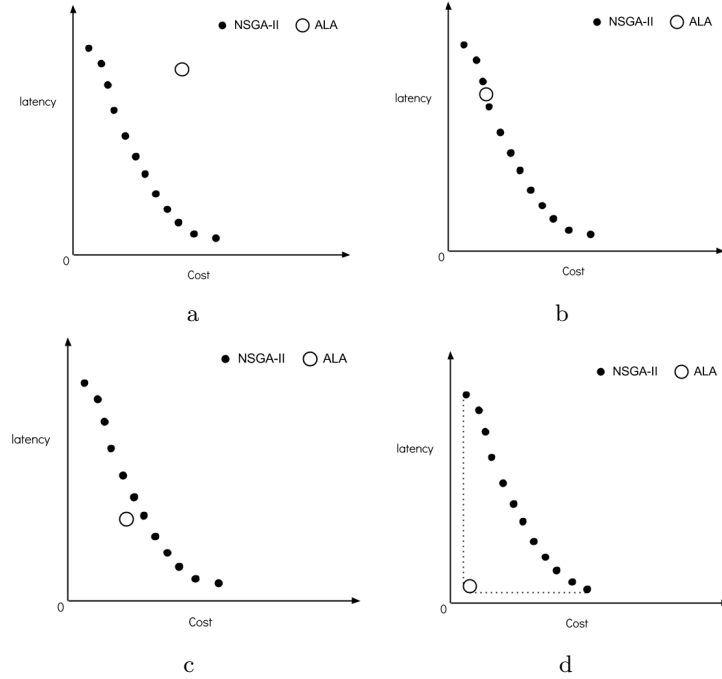 NSGA-II ALA
latency
0
Cost
a
NSGA-II ALA
latency
0
Cost
b
NSGA-II ALA
latency
0
Cost
c
NSGA-II ALA
latency
0
Cost
d